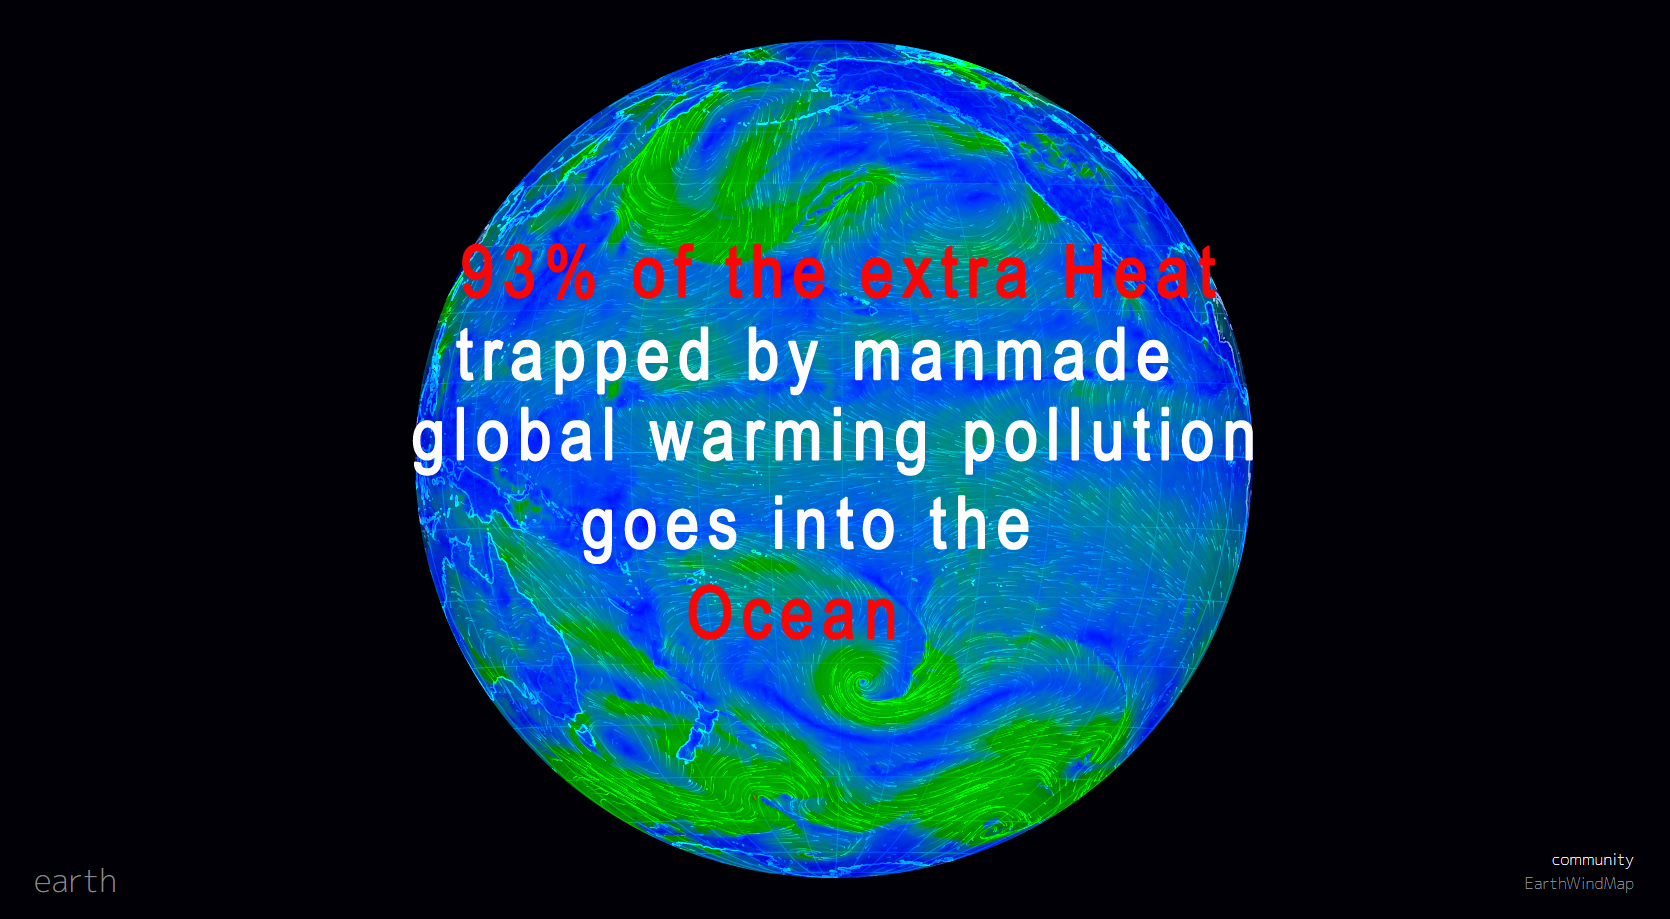 93% of the extra Heat
trapped by manmade
global warming pollution
goes into the
Ocean
earth
community
EarthWindMap